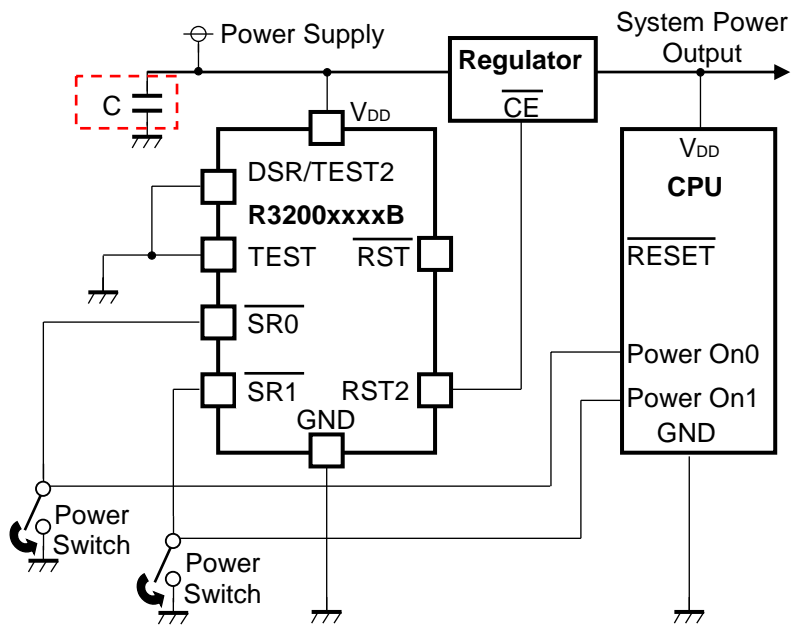 Power Supply
System Power
Output
Regulator
CE
C
VDD
DSR/TEST2
R3200xxxxB
TEST
RST
SR0
SR1
RST2
GND
VDD
CPU
RESET
Power On0
Power On1
GND
Power
Switch
Power
Switch